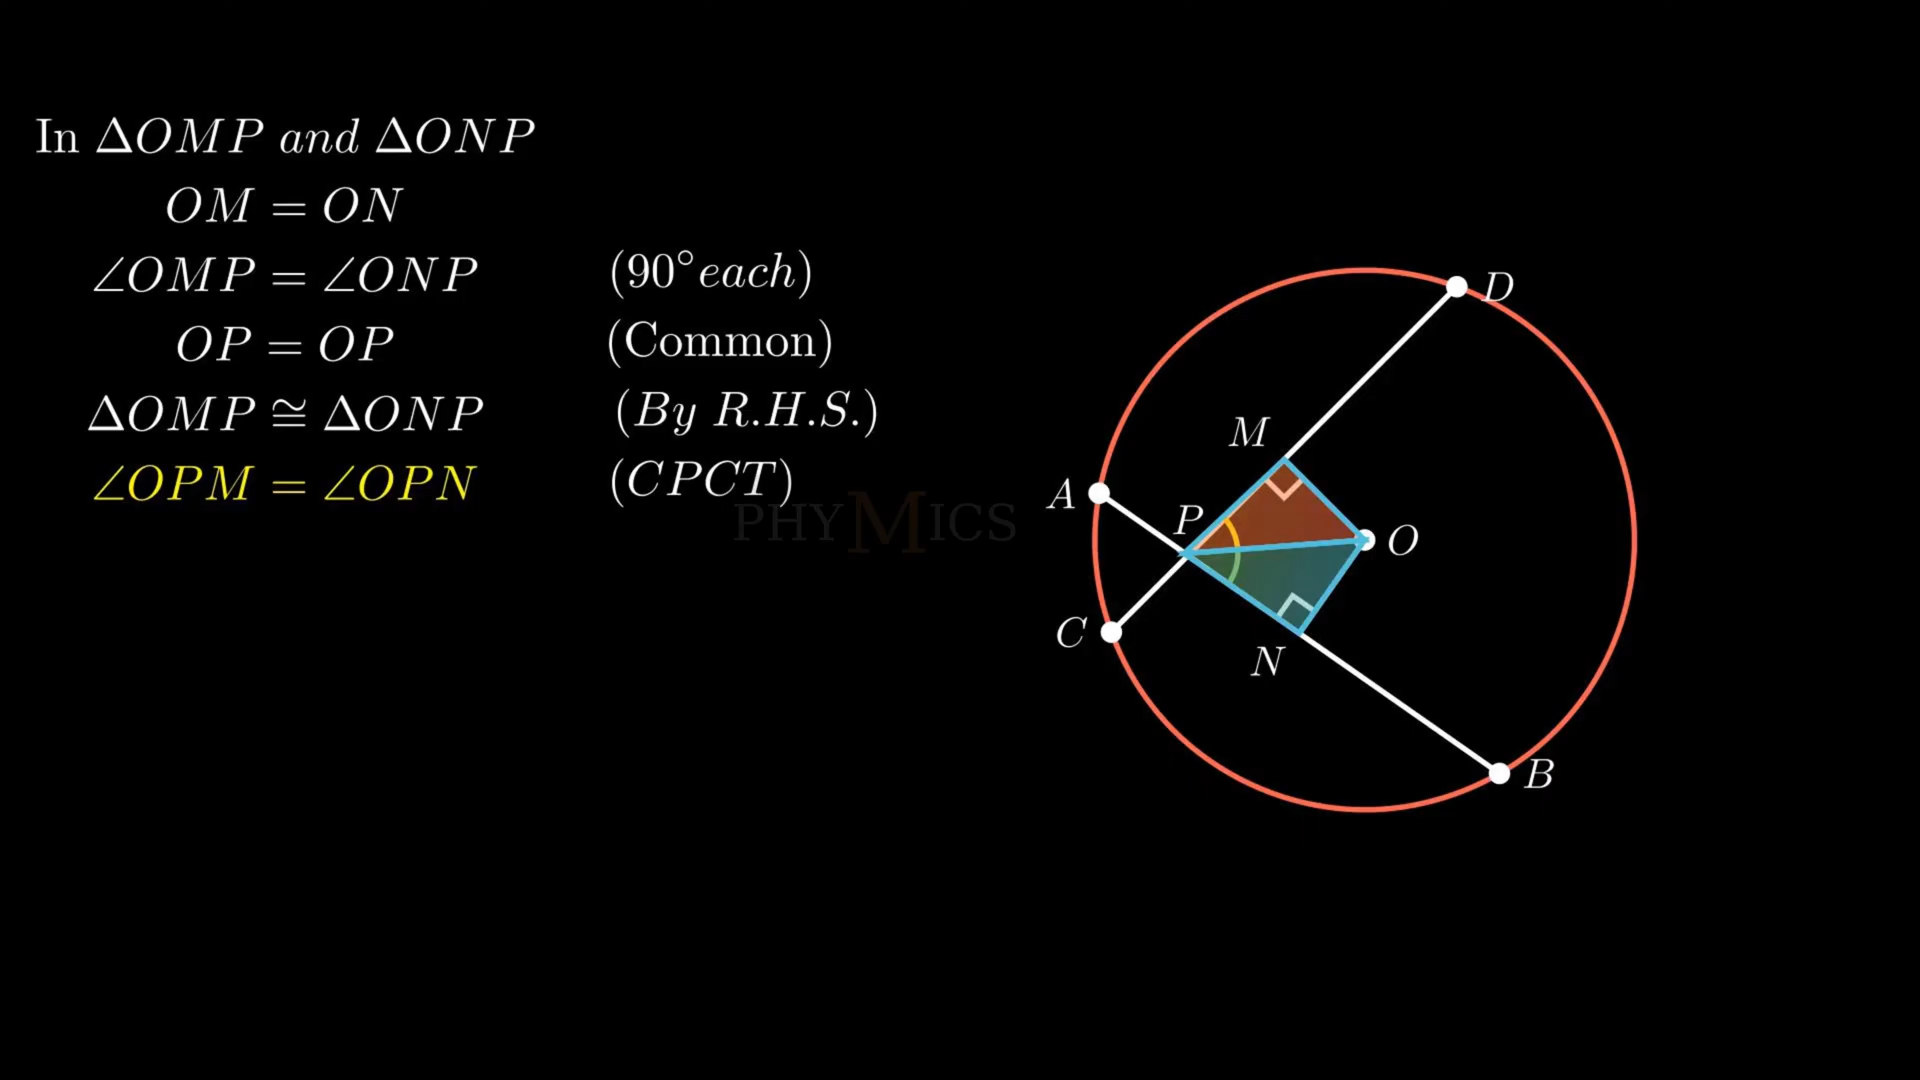 In ΔOMP and ΔONP
OM = ON
∠OMP = ∠ONP (90°each)
OP = OP (Common)
ΔOMP ≅ ΔONP (By R.H.S.)
∠OPM = ∠OPN (CPCT)
PHYMICS
D
M
A
P
O
C
N
B